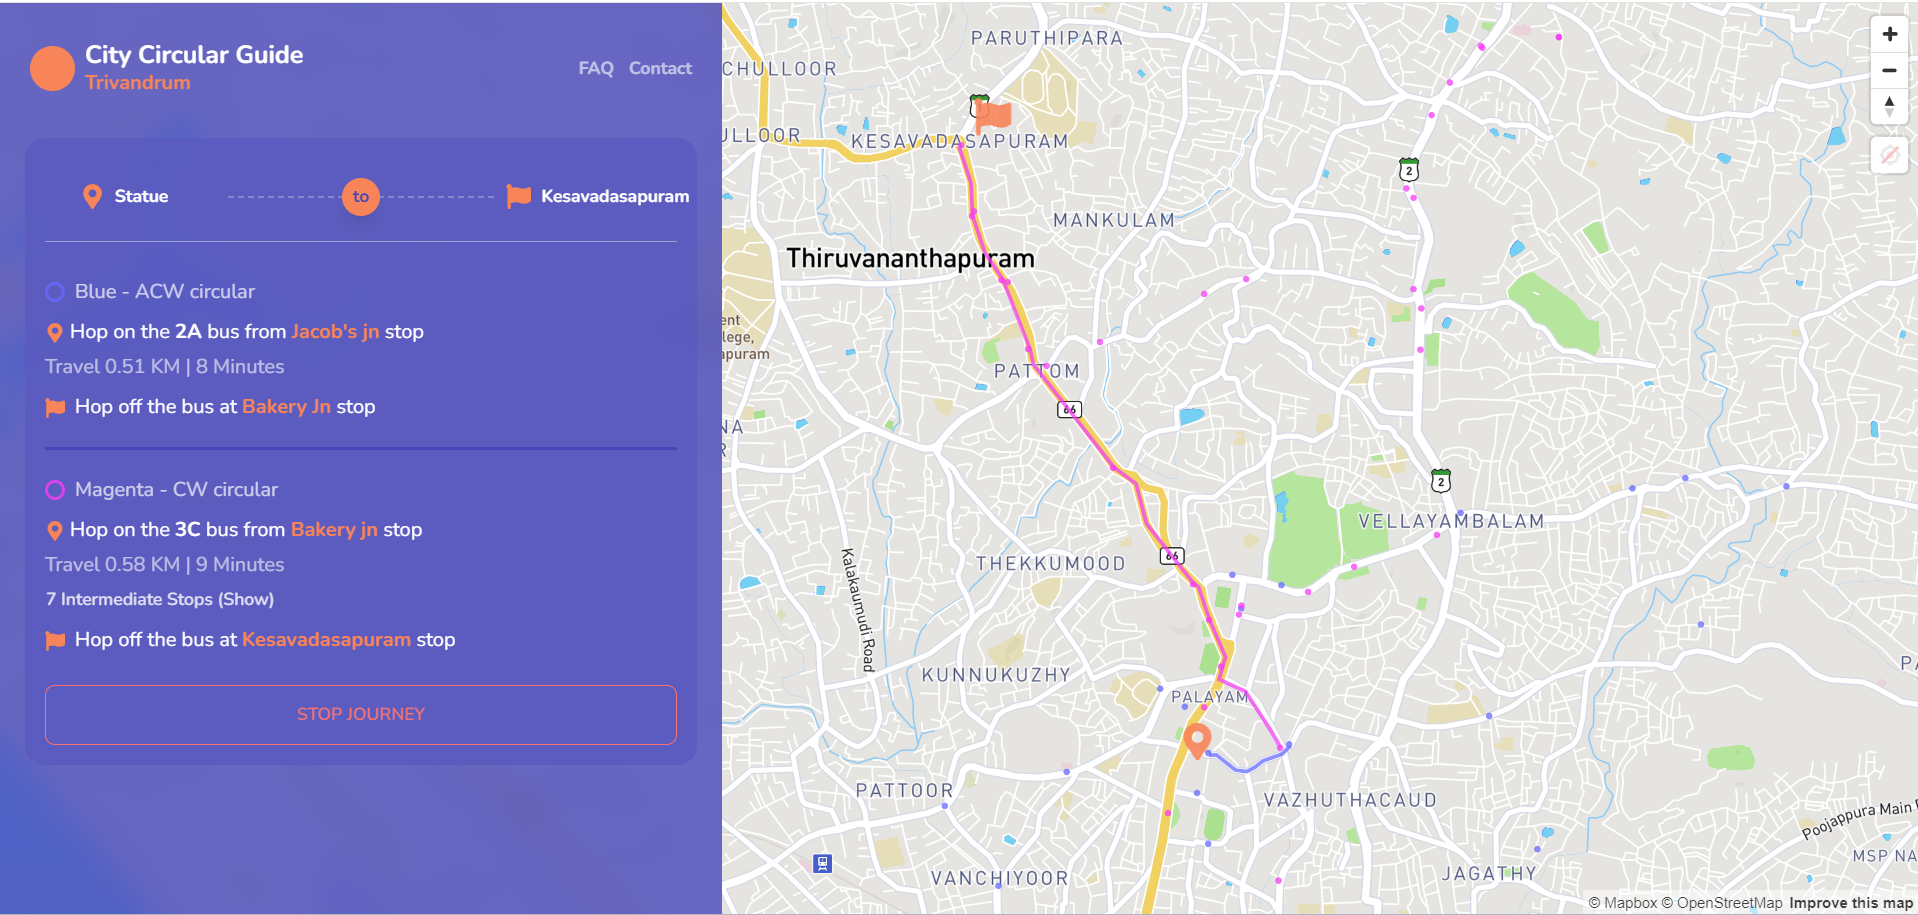 City Circular Guide
Trivandrum
FAQ Contact
Statue to Kesavadasapuram
Blue - ACW circular
Hop on the 2A bus from Jacob's jn stop
Travel 0.51 KM | 8 Minutes
Hop off the bus at Bakery Jn stop
Magenta - CW circular
Hop on the 3C bus from Bakery jn stop
Travel 0.58 KM | 9 Minutes
7 Intermediate Stops (Show)
Hop off the bus at Kesavadasapuram stop
STOP JOURNEY
PARUTHIPARA
CHULLOOR
ULLOOR
KESAVADASAPURAM
2
MANKULAM
Thiruvananthapuram
ent
lege,
apuram
PATTOM
66
NA
R
2
VELLAYAMBALAM
66
THEKKUMOOD
Kalakaumudi Road
KUNNUKUZHY
PA
PALAYAM
PATTOOR
VAZHUTHACAUD
Poojappura Main
MSP NA
VANCHIYOOR
JAGATHY
© Mapbox © OpenStreetMap Improve this map